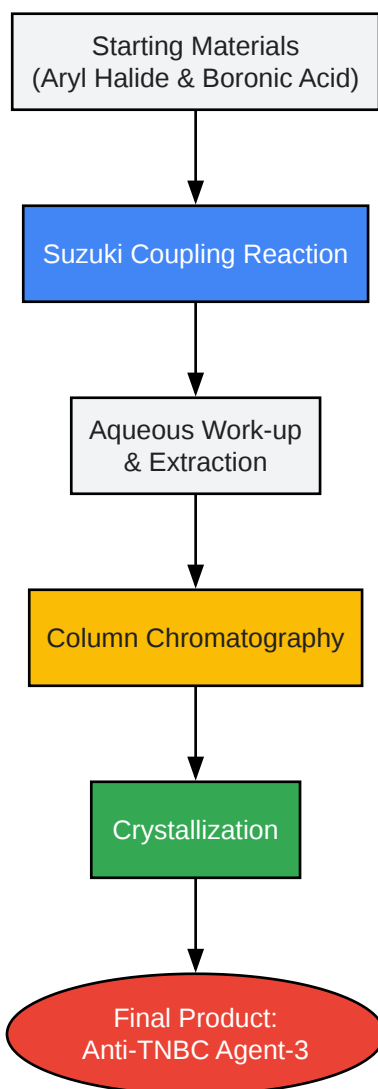 Starting Materials
(Aryl Halide & Boronic Acid)
Suzuki Coupling Reaction
Aqueous Work-up
& Extraction
Column Chromatography
Crystallization
Final Product:
Anti-TNBC Agent-3